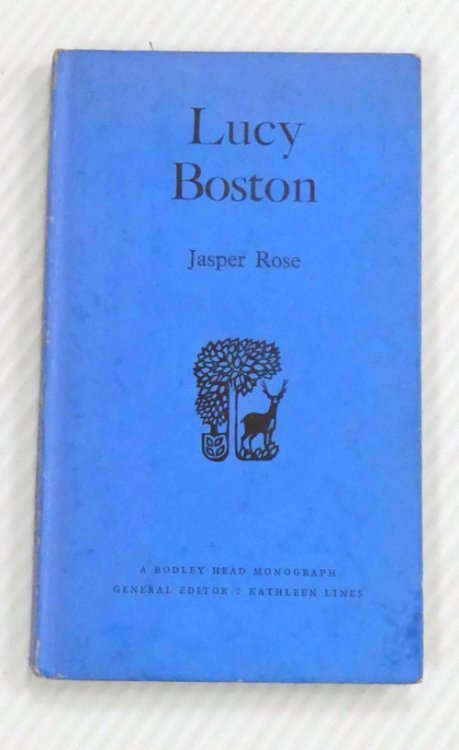 Lucy
Boston
Jasper Rose
A BODLEY HEAD MONOGRAPH
GENERAL EDITOR : KATHLEEN LINES